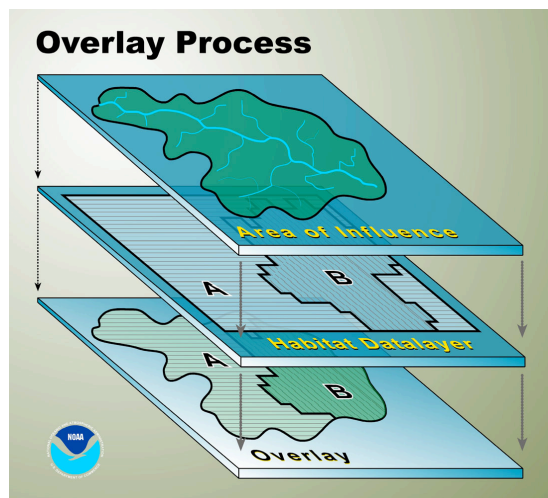 Overlay Process
Area of Influence
A
B
Habitat Datalayer
A
B
Overlay
NOAA